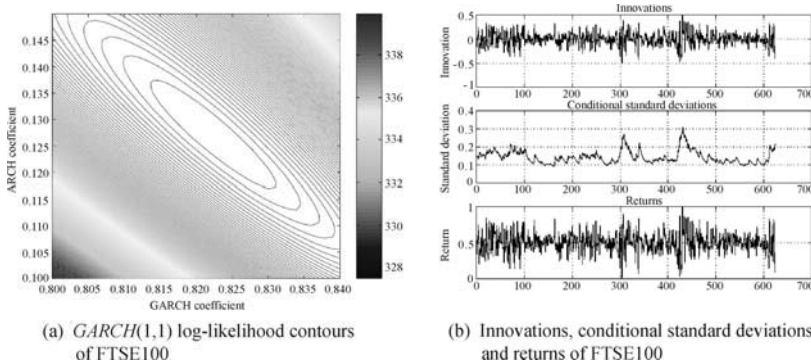 0.145
0.140
0.135
0.130
0.125
0.120
0.115
0.110
0.105
0.100
ARCH coefficient
0.800 0.805 0.810 0.815 0.820 0.825 0.830 0.835 0.840
GARCH coefficient
338
336
334
332
330
328
(a) GARCH(1,1) log-likelihood contours
of FTSE100
Innovations
Innovation
0.5
0
-0.5
-1
0 100 200 300 400 500 600 700
Conditional standard deviations
Standard deviation
0.4
0.3
0.2
0.1
0 100 200 300 400 500 600 700
Returns
Return
1
0.5
0
0 100 200 300 400 500 600 700
(b) Innovations, conditional standard deviations
and returns of FTSE100